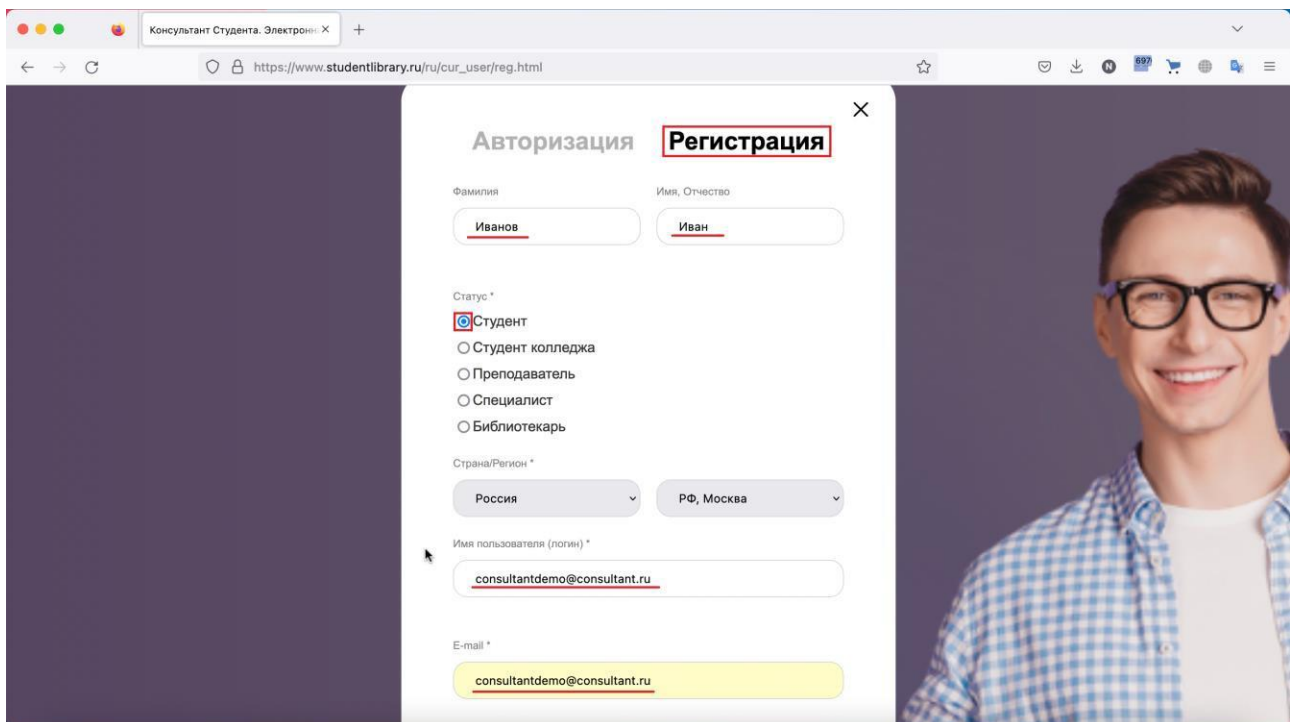 Консультант Студента. Электронн
https://www.studentlibrary.ru/ru/cur_user/reg.html
N
697
Авторизация Регистрация
Фамилия Имя, Отчество
Иванов Иван
Статус *
Студент
Студент колледжа
Преподаватель
Специалист
Библиотекарь
Страна/Регион *
Россия РФ, Москва
Имя пользователя (логин) *
consultantdemo@consultant.ru
E-mail *
consultantdemo@consultant.ru